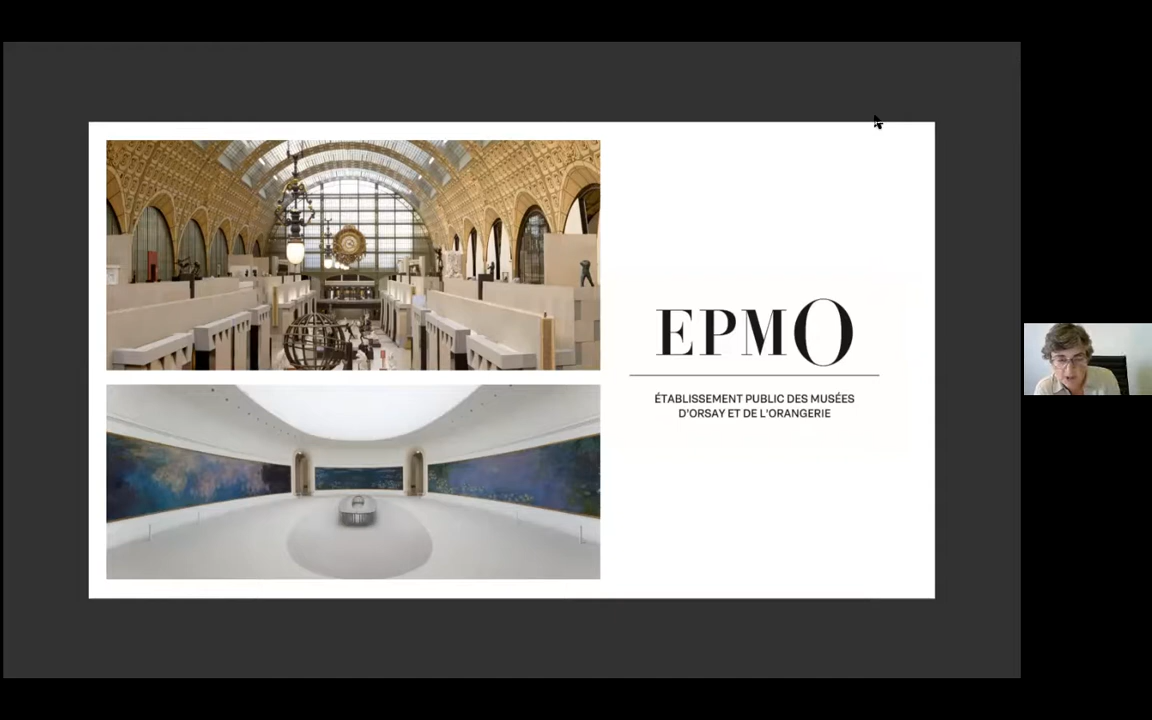 EPMO
ÉTABLISSEMENT PUBLIC DES MUSÉES
D'ORSAY ET DE L'ORANGERIE